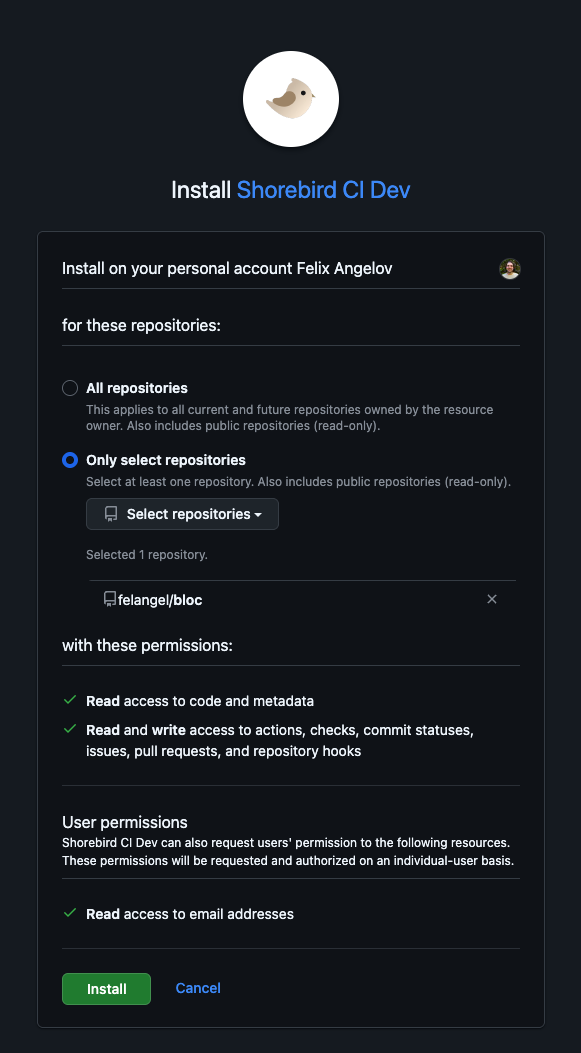 Install Shorebird CI Dev
Install on your personal account Felix Angelov
for these repositories:
All repositories
This applies to all current and future repositories owned by the resource
owner. Also includes public repositories (read-only).
Only select repositories
Select at least one repository. Also includes public repositories (read-only).
Select repositories
Selected 1 repository.
felangel/bloc
with these permissions:
Read access to code and metadata
Read and write access to actions, checks, commit statuses,
issues, pull requests, and repository hooks
User permissions
Shorebird CI Dev can also request users' permission to the following resources.
These permissions will be requested and authorized on an individual-user basis.
Read access to email addresses
Install Cancel